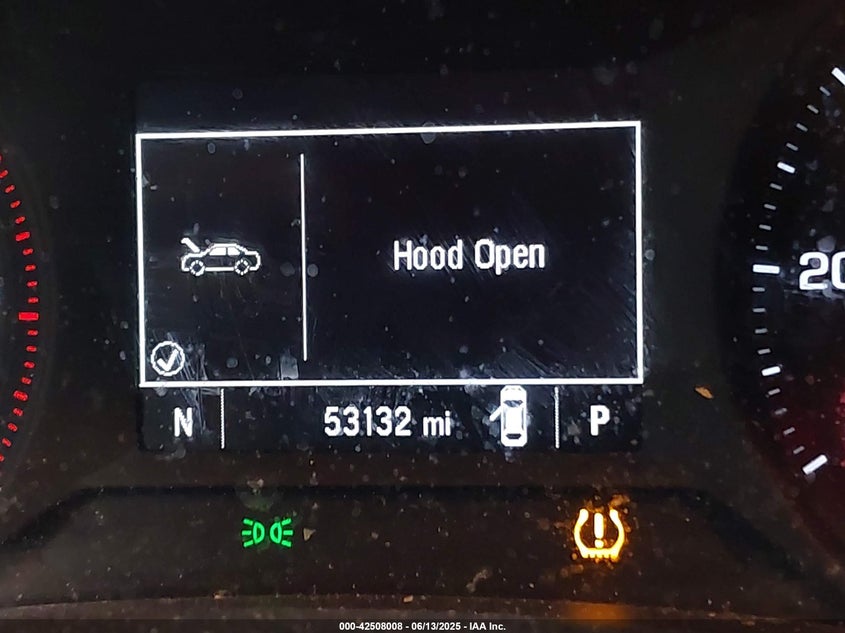 Hood Open
20
N 53132 mi P
000-42508008 - 06/13/2025 - IAA Inc.